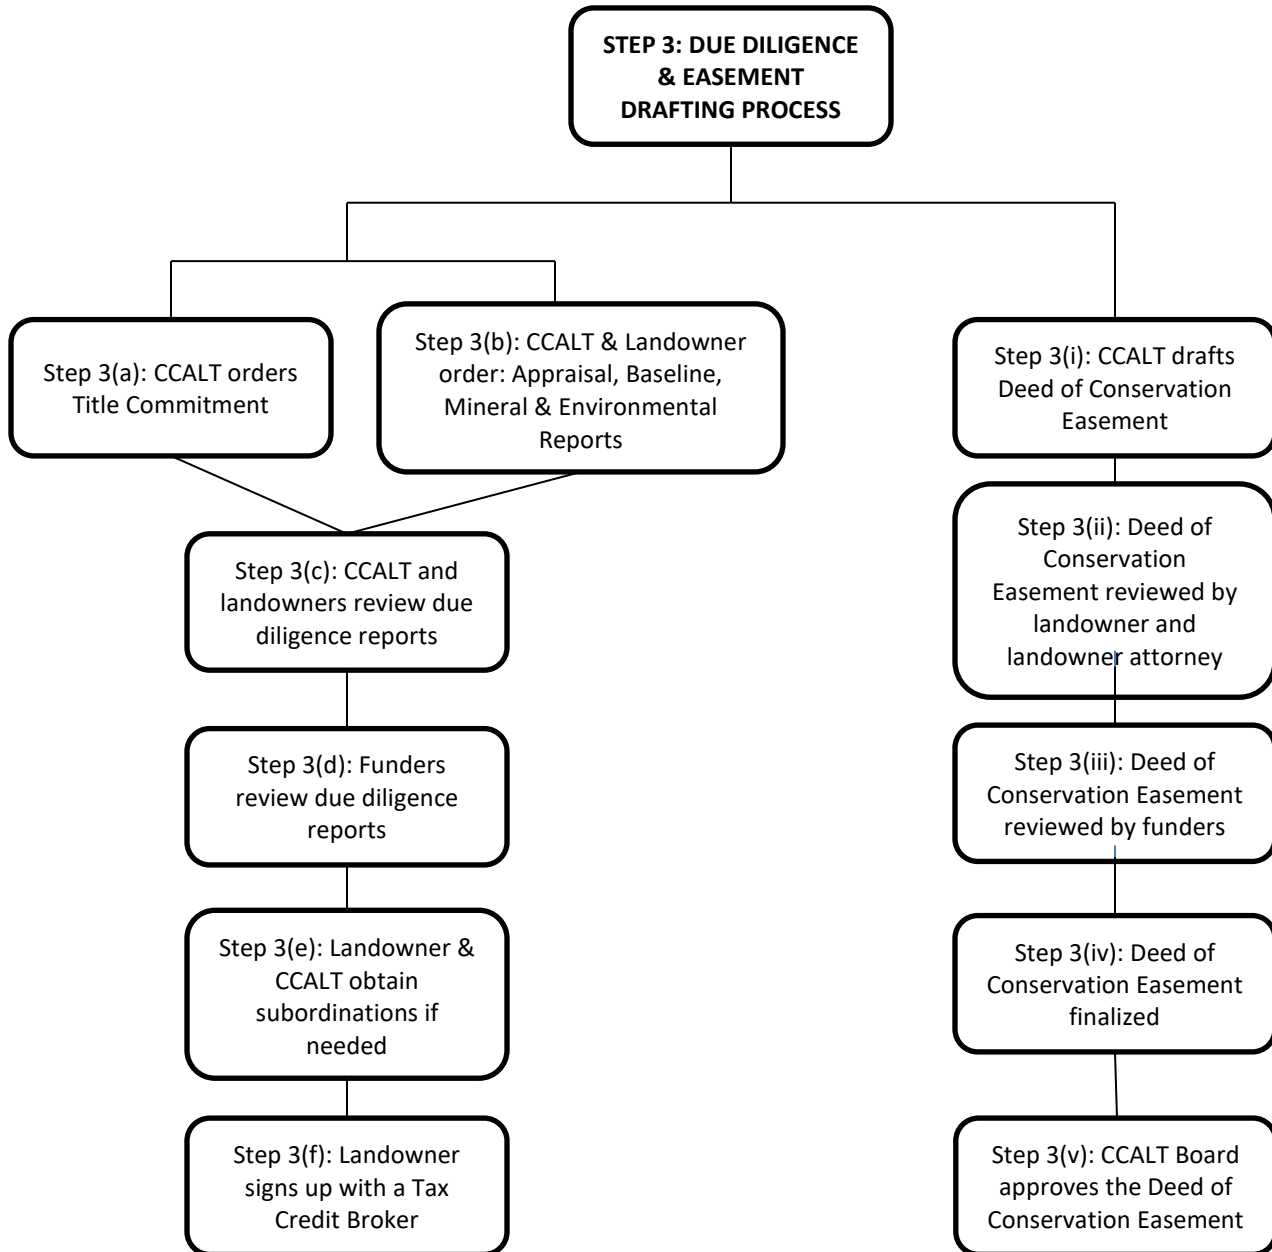 STEP 3: DUE DILIGENCE
& EASEMENT
DRAFTING PROCESS
Step 3(a): CCALT orders
Title Commitment
Step 3(b): CCALT & Landowner
order: Appraisal, Baseline,
Mineral & Environmental
Reports
Step 3(c): CCALT and
landowners review due
diligence reports
Step 3(d): Funders
review due diligence
reports
Step 3(e): Landowner &
CCALT obtain
subordinations if
needed
Step 3(f): Landowner
signs up with a Tax
Credit Broker
Step 3(i): CCALT drafts
Deed of Conservation
Easement
Step 3(ii): Deed of
Conservation
Easement reviewed by
landowner and
landowner attorney
Step 3(iii): Deed of
Conservation Easement
reviewed by funders
Step 3(iv): Deed of
Conservation Easement
finalized
Step 3(v): CCALT Board
approves the Deed of
Conservation Easement